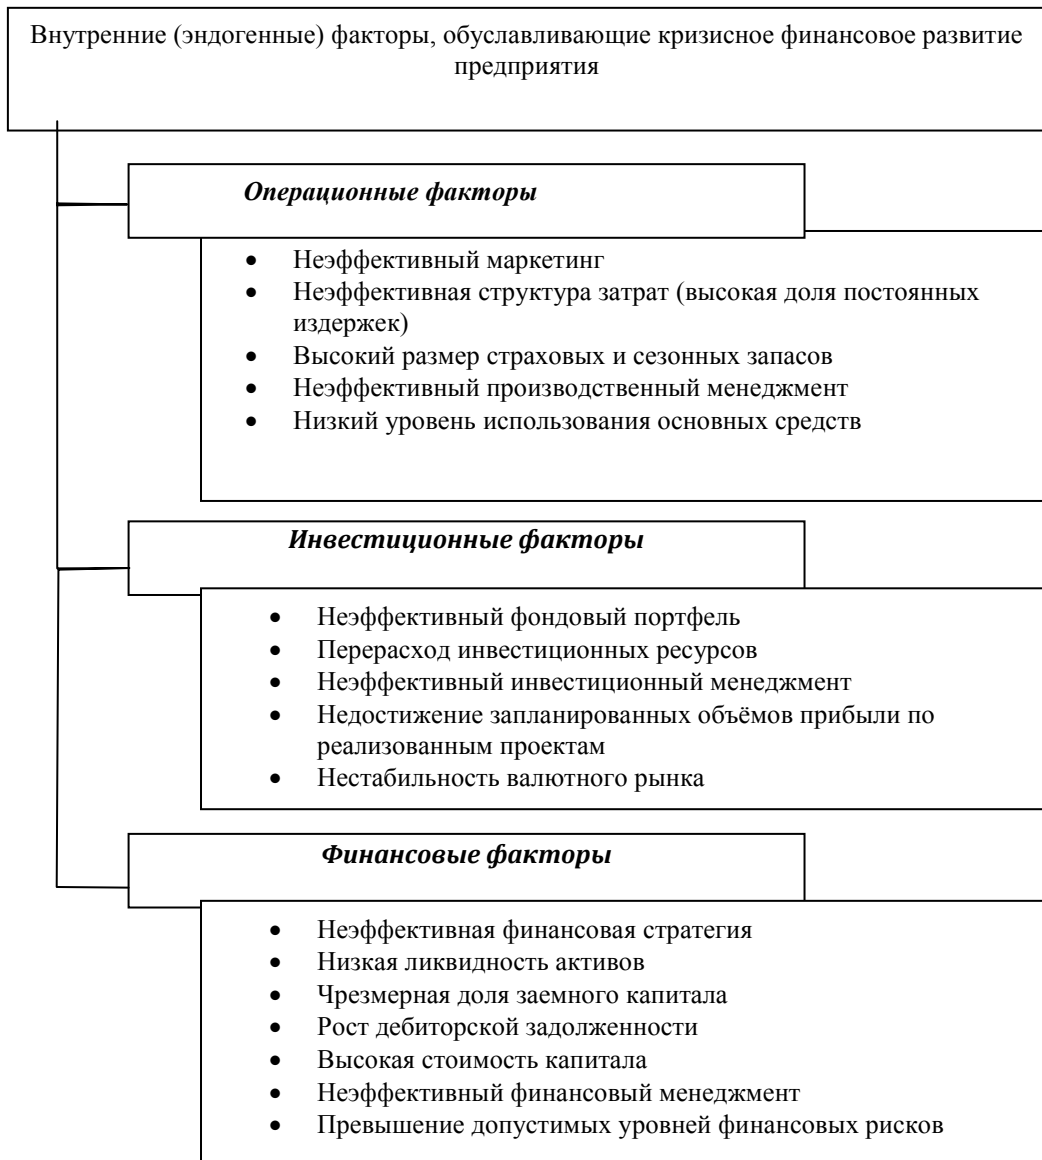 Внутренние (эндогенные) факторы, обуславливающие кризисное финансовое развитие
предприятия
Операционные факторы
• Неэффективный маркетинг
• Неэффективная структура затрат (высокая доля постоянных
издержек)
• Высокий размер страховых и сезонных запасов
• Неэффективный производственный менеджмент
• Низкий уровень использования основных средств
Инвестиционные факторы
• Неэффективный фондовый портфель
• Перерасход инвестиционных ресурсов
• Неэффективный инвестиционный менеджмент
• Недостижение запланированных объёмов прибыли по
реализованным проектам
• Нестабильность валютного рынка
Финансовые факторы
• Неэффективная финансовая стратегия
• Низкая ликвидность активов
• Чрезмерная доля заемного капитала
• Рост дебиторской задолженности
• Высокая стоимость капитала
• Неэффективный финансовый менеджмент
• Превышение допустимых уровней финансовых рисков